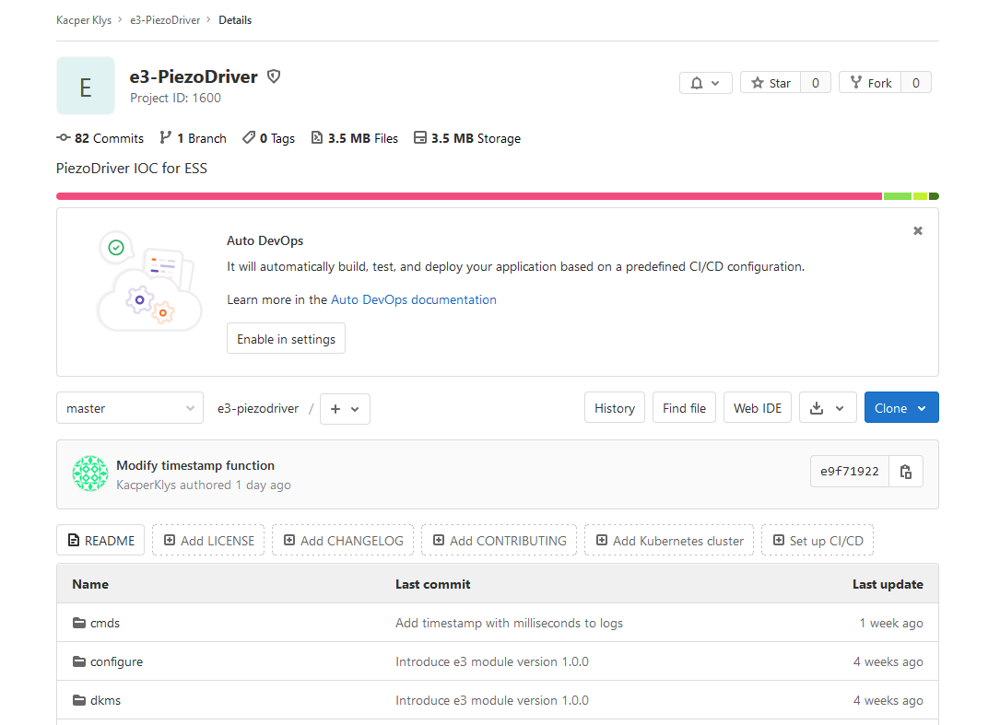 Kacper Klys > e3-PiezoDriver > Details
E
e3-PiezoDriver
Project ID: 1600
Star 0
Fork 0
82 Commits 1 Branch 0 Tags 3.5 MB Files 3.5 MB Storage
PiezoDriver IOC for ESS
Auto DevOps
It will automatically build, test, and deploy your application based on a predefined CI/CD configuration.
Learn more in the Auto DevOps documentation
Enable in settings
master
e3-piezodriver / +
History
Find file
Web IDE
Clone
Modify timestamp function
KacperKlys authored 1 day ago
e9f71922
README
Add LICENSE
Add CHANGELOG
Add CONTRIBUTING
Add Kubernetes cluster
Set up CI/CD
Name Last commit Last update
cmds Add timestamp with milliseconds to logs 1 week ago
configure Introduce e3 module version 1.0.0 4 weeks ago
dkms Introduce e3 module version 1.0.0 4 weeks ago